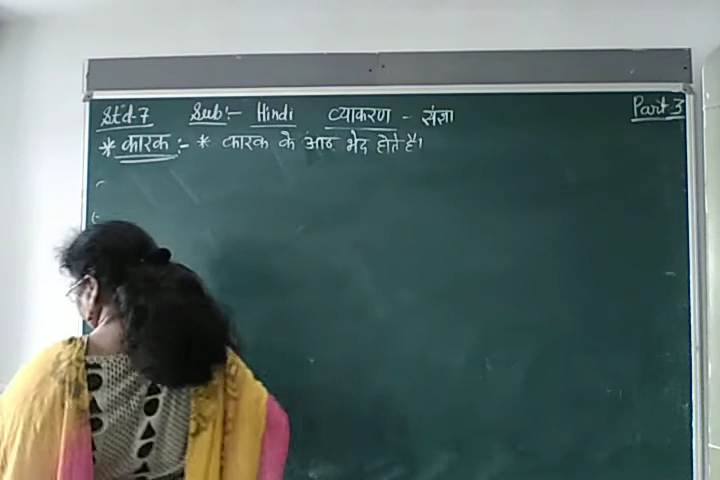 Std-7 Sub:- Hindi व्याकरण - संज्ञा Part-3
* कारक :- * कारक के आठ भेद होते हैं।